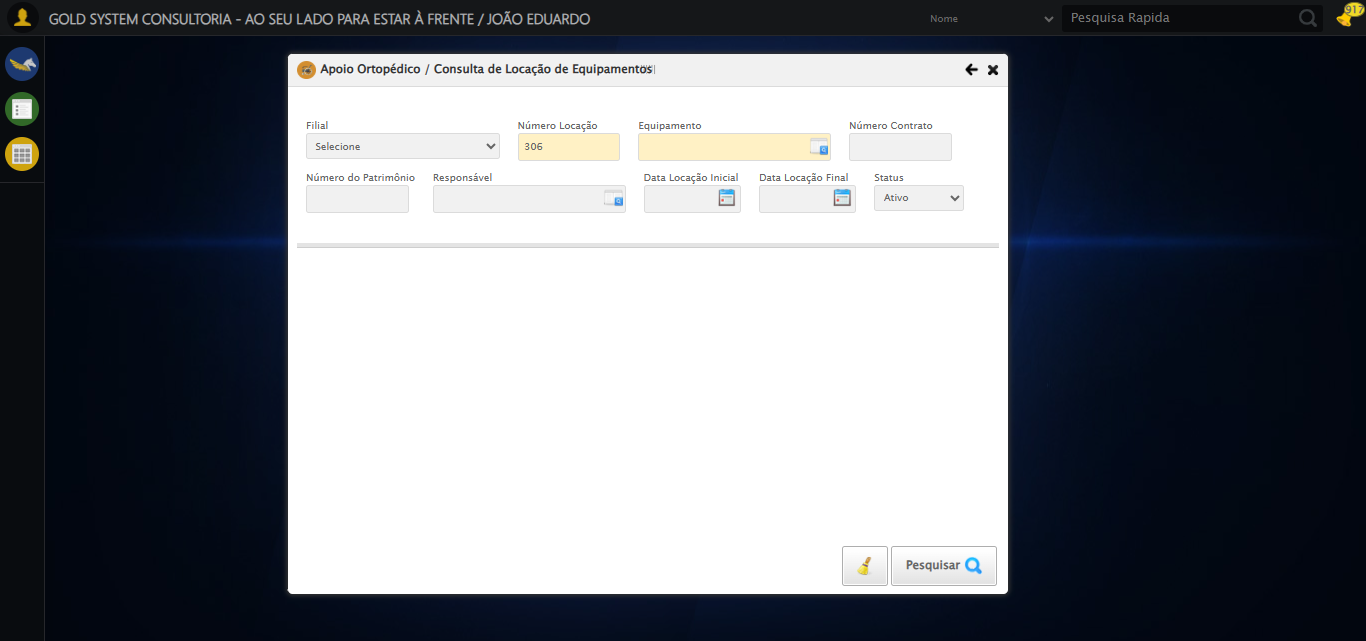 GOLD SYSTEM CONSULTORIA - AO SEU LADO PARA ESTAR À FRENTE / JOÃO EDUARDO
Nome
Pesquisa Rapida
917
Apoio Ortopédico / Consulta de Locação de Equipamento
Filial
Número Locação
Equipamento
Número Contrato
Selecione
306
Número do Patrimônio
Responsável
Data Locação Inicial
Data Locação Final
Status
Ativo
Pesquisar